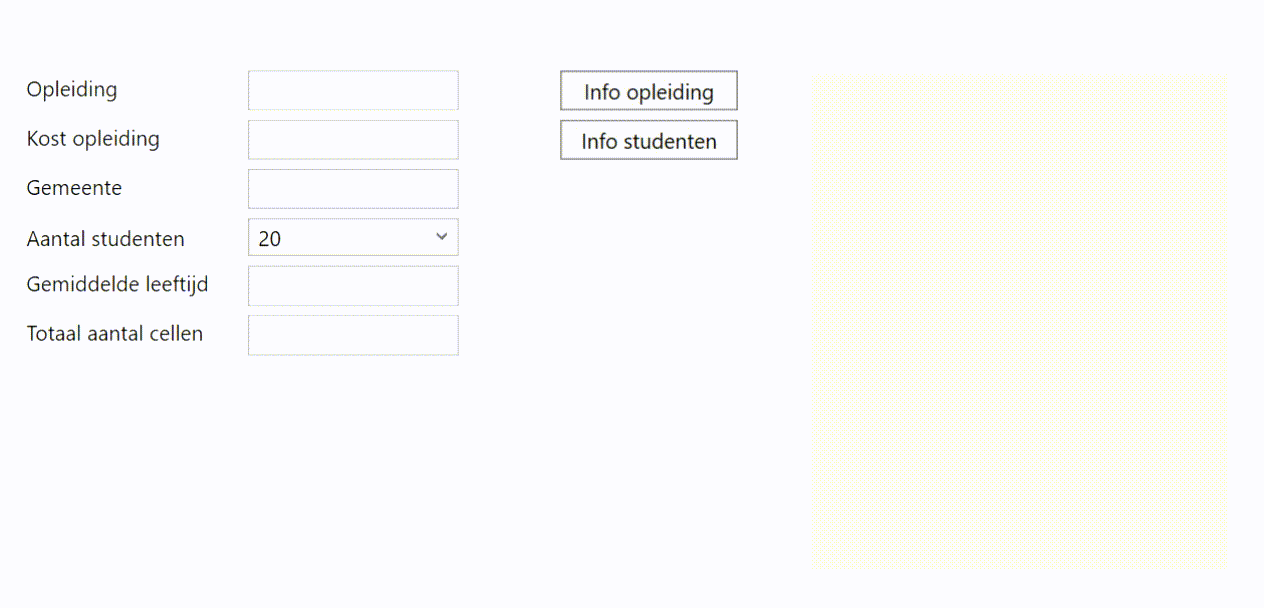 Opleiding
Kost opleiding
Gemeente
Aantal studenten
20
Gemiddelde leeftijd
Totaal aantal cellen
Info opleiding
Info studenten